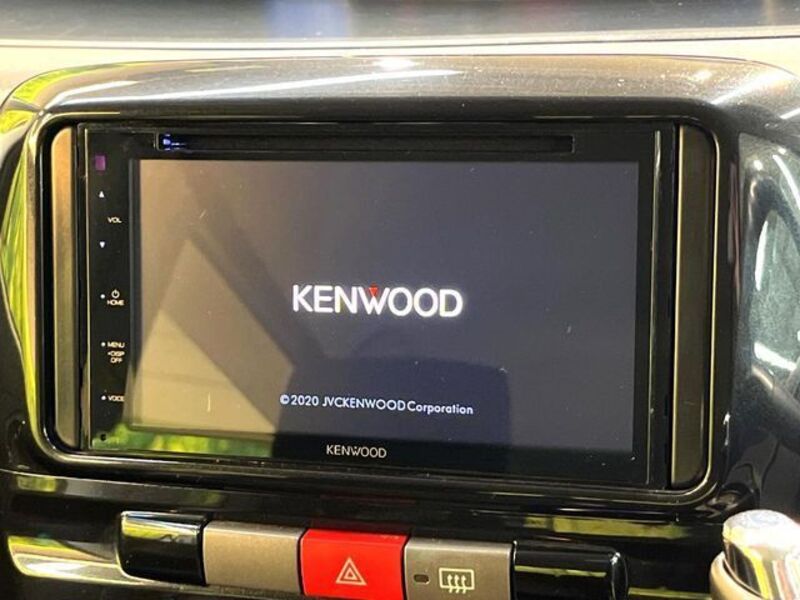 VOL
HOME
MENU
•DISP
OFF
VOICE
KENWOOD
©2020 JVCKENWOOD Corporation
KENWOOD